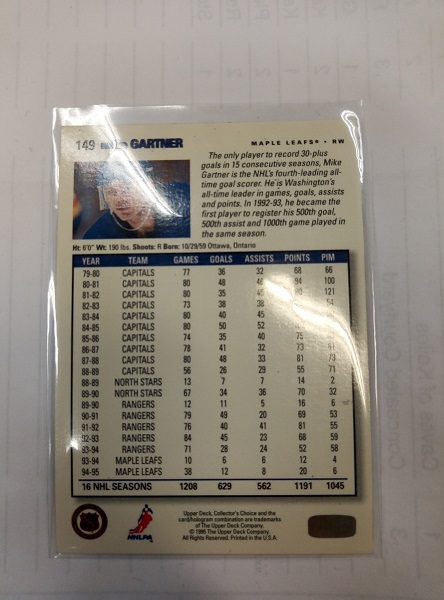 149 MIKE GARTNER
MAPLE LEAFS® • RW
The only player to record 30-plus
goals in 15 consecutive seasons, Mike
Gartner is the NHL's fourth-leading all-
time goal scorer. He is Washington's
all-time leader in games, goals, assists
and points. In 1992-93, he became the
first player to register his 500th goal,
500th assist and 1000th game played in
the same season.
Ht: 6'0" Wt: 190 lbs. Shoots: R Born: 10/29/59 Ottawa, Ontario
YEAR TEAM GAMES GOALS ASSISTS POINTS PIM
79-80 CAPITALS 77 36 32 68 66
80-81 CAPITALS 80 48 46 94 100
81-82 CAPITALS 80 35 80 121
82-83 CAPITALS 73 38 38 54
83-84 CAPITALS 80 40 45
84-85 CAPITALS 80 50 52
85-86 CAPITALS 74 35 40 75
86-87 CAPITALS 78 41 32 73 61
87-88 CAPITALS 80 48 33 81 73
88-89 CAPITALS 56 26 29 55 71
88-89 NORTH STARS 13 7 7 14 2
89-90 NORTH STARS 67 34 36 70 32
89-90 RANGERS 12 11 5 16 6
90-91 RANGERS 79 49 20 69 53
91-92 RANGERS 76 40 41 81 55
92-93 RANGERS 84 45 23 68 59
93-94 RANGERS 71 28 24 52 58
93-94 MAPLE LEAFS 10 6 6 12 4
94-95 MAPLE LEAFS 38 12 8 20 6
16 NHL SEASONS 1208 629 562 1191 1045
NHLPA
Upper Deck, Collector's Choice and the
card/hologram combination are trademarks
of The Upper Deck Company.
© 1995 The Upper Deck Company.
All Rights Reserved. Printed in the U.S.A.